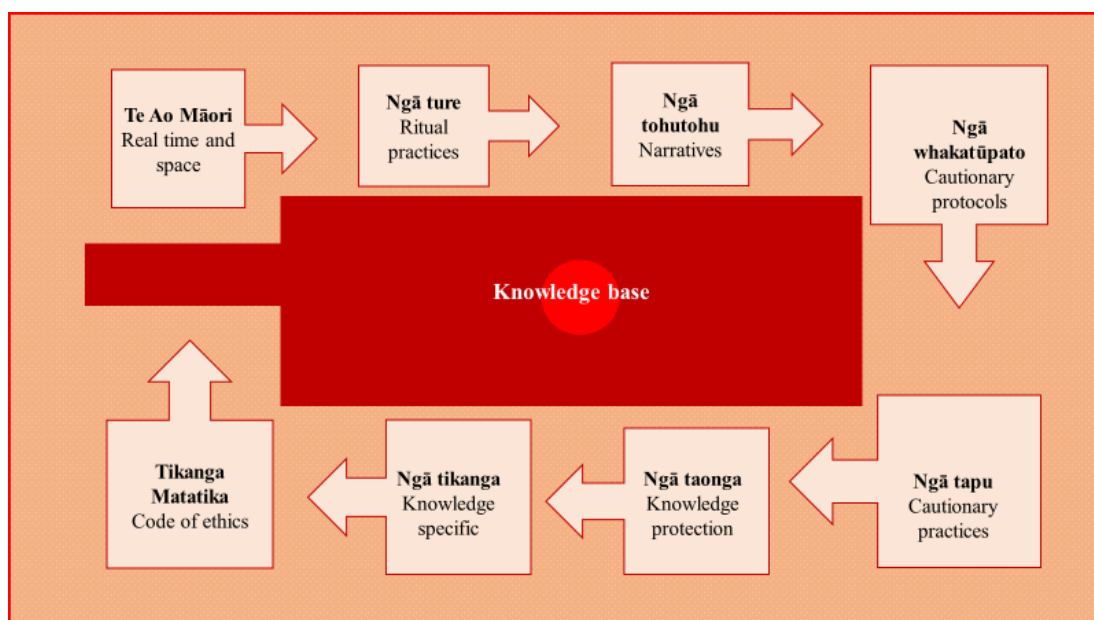 Te Ao Māori
Real time and
space
Ngā ture
Ritual
practices
Ngā
tohutohu
Narratives
Ngā
whakatūpato
Cautionary
protocols
Knowledge base
Tikanga
Matatika
Code of ethics
Ngā tikanga
Knowledge
specific
Ngā taonga
Knowledge
protection
Ngā tapu
Cautionary
practices